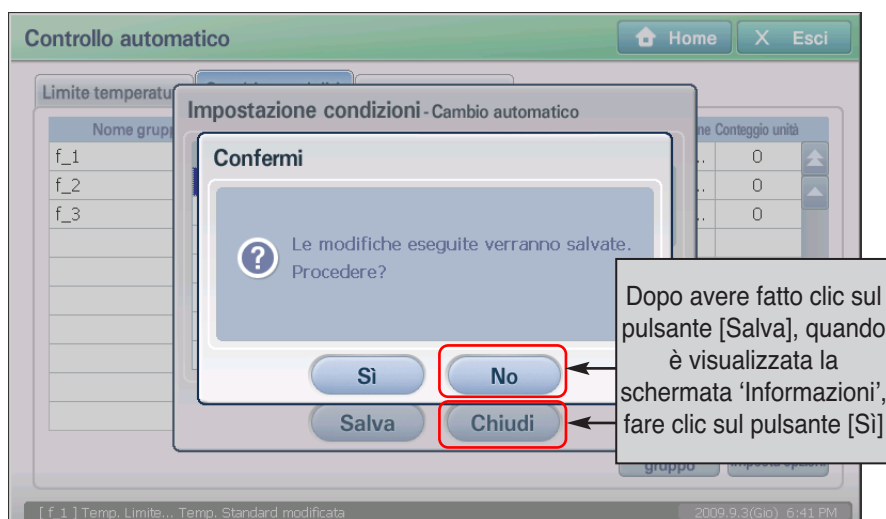 Controllo automatico
Home
X Esci
Limite temperatu
Impostazione condizioni - Cambio automatico
Nome grupp
ne
Conteggio unità
f_1
..
0
f_2
..
0
f_3
..
0
Confermi
Le modifiche eseguite verranno salvate.
Procedere?
Sì
No
Salva
Chiudi
Dopo avere fatto clic sul
pulsante [Salva], quando
è visualizzata la
schermata ‘Informazioni’,
fare clic sul pulsante [Sì]
gruppo
Imposta opzioni
[ f_1 ] Temp. Limite... Temp. Standard modificata
2009.9.3(Gio) 6:41 PM